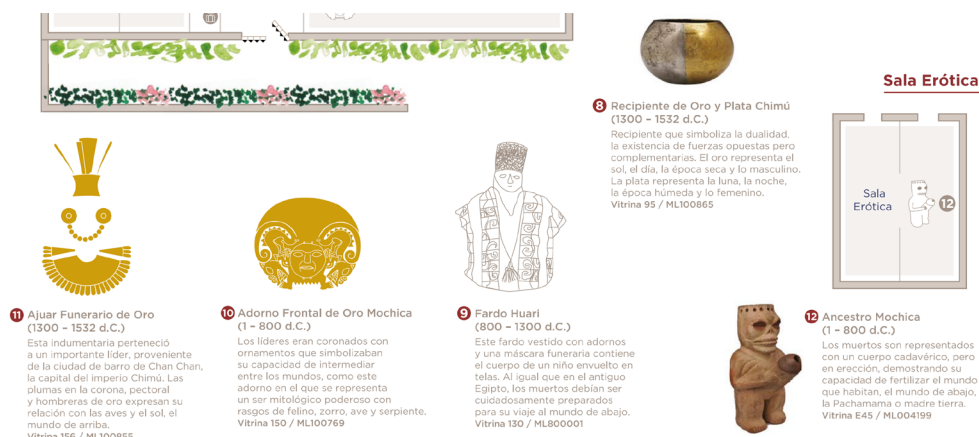 8 Recipiente de Oro y Plata Chimú
(1300 – 1532 d.C.)
Recipiente que simboliza la dualidad,
la existencia de fuerzas opuestas pero
complementarias. El oro representa el
sol, el día, la época seca y lo masculino.
La plata representa la luna, la noche,
la época húmeda y lo femenino.
Vitrina 95 / ML100865
Sala Erótica
Sala
Erótica
12
11 Ajuar Funerario de Oro
(1300 – 1532 d.C.)
Esta indumentaria perteneció
a un importante líder, proveniente
de la ciudad de barro de Chan Chan,
la capital del imperio Chimú. Las
plumas en la corona, pectoral
y hombreras de oro expresan su
relación con las aves y el sol, el
mundo de arriba.
Vitrina 156 / ML100855
10 Adorno Frontal de Oro Mochica
(1 – 800 d.C.)
Los líderes eran coronados con
ornamentos que simbolizaban
su capacidad de intermediar
entre los mundos, como este
adorno en el que se representa
un ser mitológico poderoso con
rasgos de felino, zorro, ave y serpiente.
Vitrina 150 / ML100769
9 Fardo Huari
(800 – 1300 d.C.)
Este fardo vestido con adornos
y una máscara funeraria contiene
el cuerpo de un niño envuelto en
telas. Al igual que en el antiguo
Egipto, los muertos debían ser
cuidadosamente preparados
para su viaje al mundo de abajo.
Vitrina 130 / ML800001
12 Ancestro Mochica
(1 – 800 d.C.)
Los muertos son representados
con un cuerpo cadavérico, pero
en erección, demostrando su
capacidad de fertilizar el mundo
que habitan, el mundo de abajo,
la Pachamama o madre tierra.
Vitrina E45 / ML004199